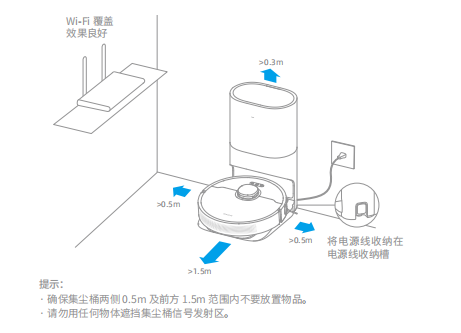 Wi-Fi 覆盖
效果良好
>0.3m
>0.5m
>0.5m
>1.5m
将电源线收纳在
电源线收纳槽
提示：
· 确保集尘桶两侧 0.5m 及前方 1.5m 范围内不要放置物品。
· 请勿用任何物体遮挡集尘桶信号发射区。